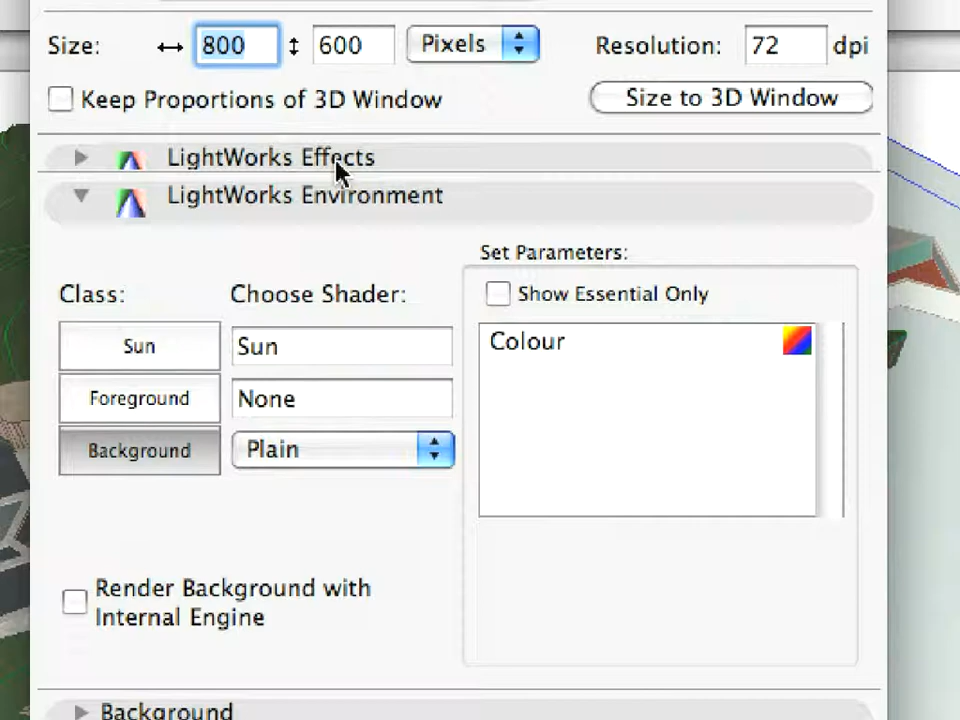 Size: 800 600 Pixels Resolution: 72 dpi
Keep Proportions of 3D Window Size to 3D Window
LightWorks Effects
LightWorks Environment
Set Parameters:
Class: Choose Shader: Show Essential Only
Sun Sun Colour
Foreground None
Background Plain
Render Background with
Internal Engine
Background